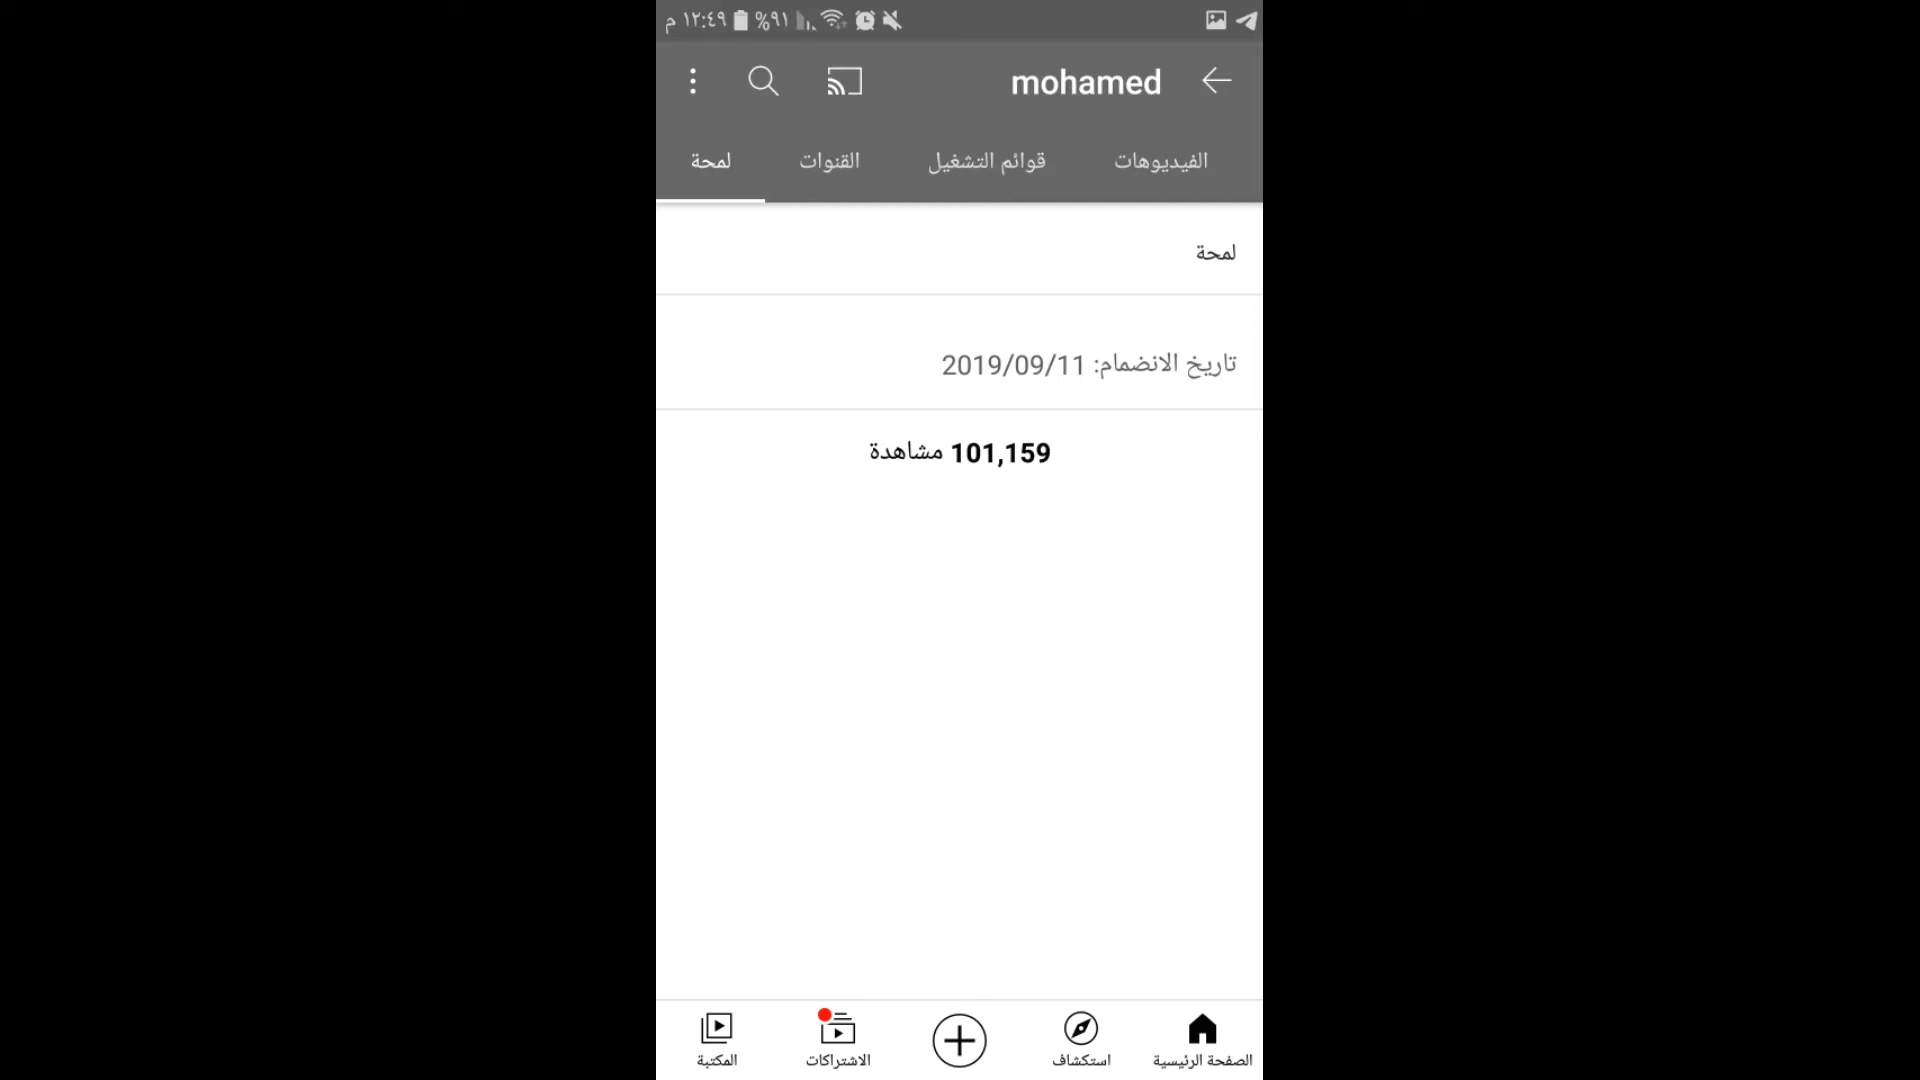 ١٢:٤٩ م ٩١%
mohamed
الفيديوهات قوائم التشغيل القنوات لمحة
لمحة
تاريخ الانضمام: 2019/09/11
101,159 مشاهدة
الصفحة الرئيسية استكشاف الاشتراكات المكتبة